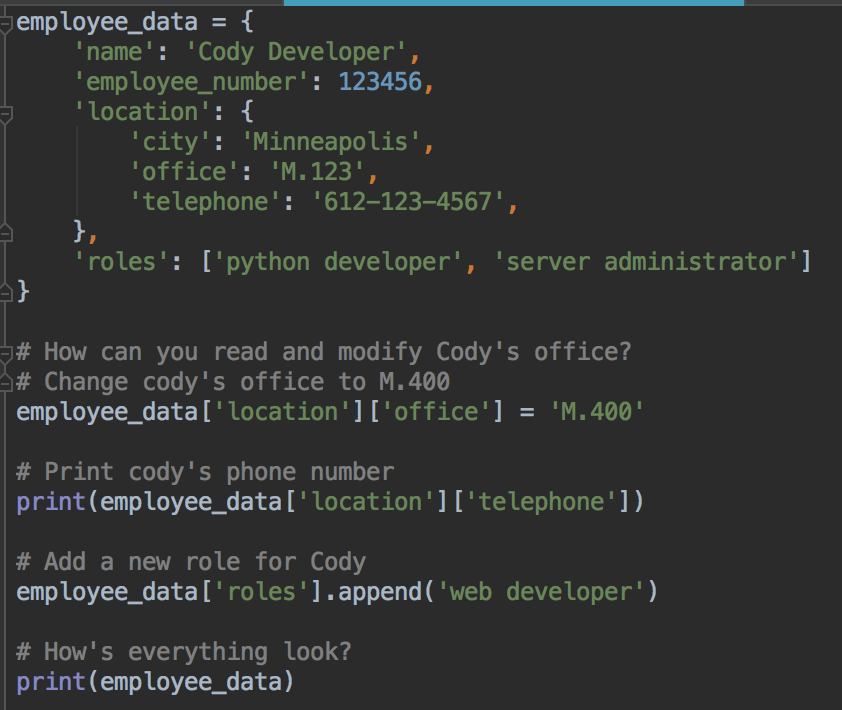 employee_data = {
    'name': 'Cody Developer',
    'employee_number': 123456,
    'location': {
        'city': 'Minneapolis',
        'office': 'M.123',
        'telephone': '612-123-4567',
    },
    'roles': ['python developer', 'server administrator']
}

# How can you read and modify Cody's office?
# Change cody's office to M.400
employee_data['location']['office'] = 'M.400'

# Print cody's phone number
print(employee_data['location']['telephone'])

# Add a new role for Cody
employee_data['roles'].append('web developer')

# How's everything look?
print(employee_data)